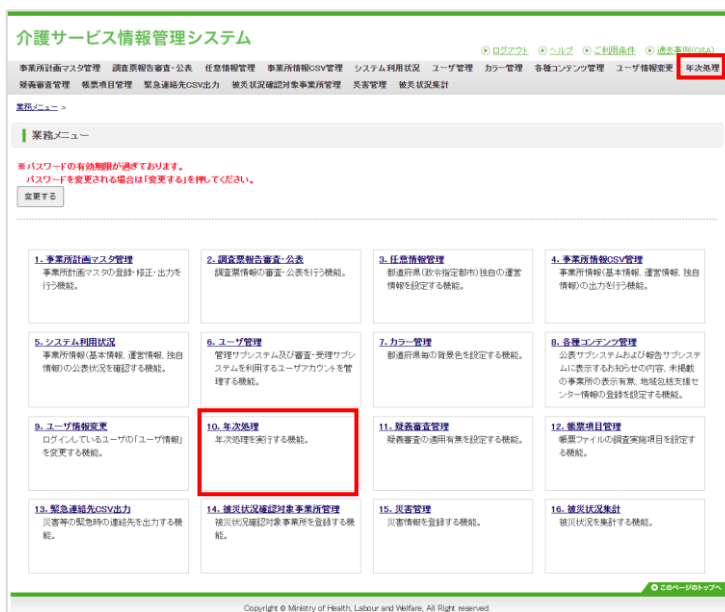 介護サービス情報管理システム
ログアウト ヘルプ ご利用条件 過去事例(Q&A)
事業所計画マスタ管理 調査票報告審査・公表 任意情報管理 事業所情報CSV管理 システム利用状況 ユーザ管理 カラー管理 各種コンテンツ管理 ユーザ情報変更 年次処理
疑義審査管理 帳票項目管理 緊急連絡先CSV出力 被災状況確認対象事業所管理 災害管理 被災状況集計
業務メニュー >
業務メニュー
※パスワードの有効期限が過ぎております。
パスワードを変更される場合は「変更する」を押してください。
変更する
1. 事業所計画マスタ管理
事業所計画マスタの登録・修正・出力を
行う機能。
2. 調査票報告審査・公表
調査票情報の審査・公表を行う機能。
3. 任意情報管理
都道府県(政令指定都市)独自の運営
情報を設定する機能。
4. 事業所情報CSV管理
事業所情報(基本情報、運営情報、独自
情報)の出力を行う機能。
5. システム利用状況
事業所情報(基本情報、運営情報、独自
情報)の公表状況を確認する機能。
6. ユーザ管理
管理サブシステム及び審査・受理サブシ
ステムを利用するユーザアカウントを管
理する機能。
7. カラー管理
都道府県毎の背景色を設定する機能。
8. 各種コンテンツ管理
公表サブシステムおよび報告サブシステ
ムに表示するお知らせの内容、未掲載
の事業所の表示有無、地域包括支援セ
ンター情報の登録を設定する機能。
9. ユーザ情報変更
ログインしているユーザの「ユーザ情報」
を変更する機能。
10. 年次処理
年次処理を実行する機能。
11. 疑義審査管理
疑義審査の適用有無を設定する機能。
12. 帳票項目管理
帳票ファイルの調査実施項目を設定す
る機能。
13. 緊急連絡先CSV出力
災害等の緊急時の連絡先を出力する機
能。
14. 被災状況確認対象事業所管理
被災状況確認対象事業所を登録する機
能。
15. 災害管理
災害情報を登録する機能。
16. 被災状況集計
被災状況を集計する機能。
このページのトップへ
Copyright © Ministry of Health, Labour and Welfare, All Right reserved.